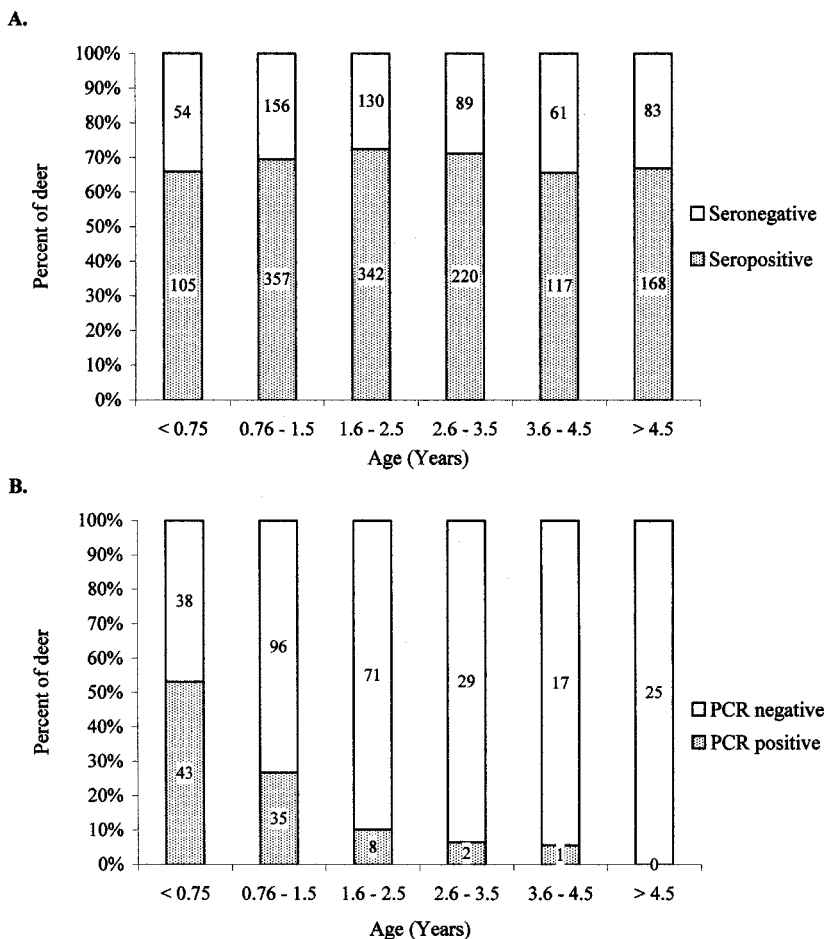 A.
100%
90%
80%
70%
60%
50%
40%
30%
20%
10%
0%
Percent of deer
54 156 130 89 61 83
105 357 342 220 117 168
Seronegative
Seropositive
< 0.75 0.76 - 1.5 1.6 - 2.5 2.6 - 3.5 3.6 - 4.5 > 4.5
Age (Years)
B.
100%
90%
80%
70%
60%
50%
40%
30%
20%
10%
0%
Percent of deer
38 96 71 29 17 25
43 35 8 2 1 0
PCR negative
PCR positive
< 0.75 0.76 - 1.5 1.6 - 2.5 2.6 - 3.5 3.6 - 4.5 > 4.5
Age (Years)